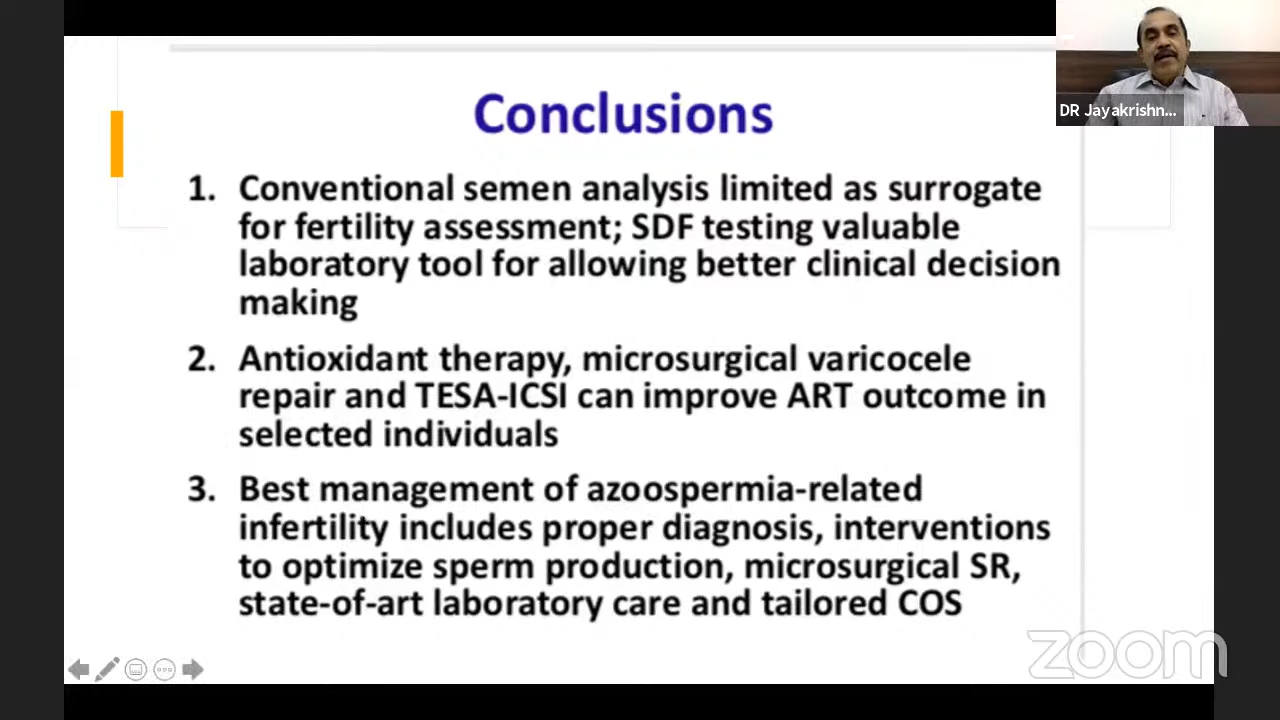 DR Jayakrishn...
Conclusions
1. Conventional semen analysis limited as surrogate
for fertility assessment; SDF testing valuable
laboratory tool for allowing better clinical decision
making
2. Antioxidant therapy, microsurgical varicocele
repair and TESA-ICSI can improve ART outcome in
selected individuals
3. Best management of azoospermia-related
infertility includes proper diagnosis, interventions
to optimize sperm production, microsurgical SR,
state-of-art laboratory care and tailored COS
zoom